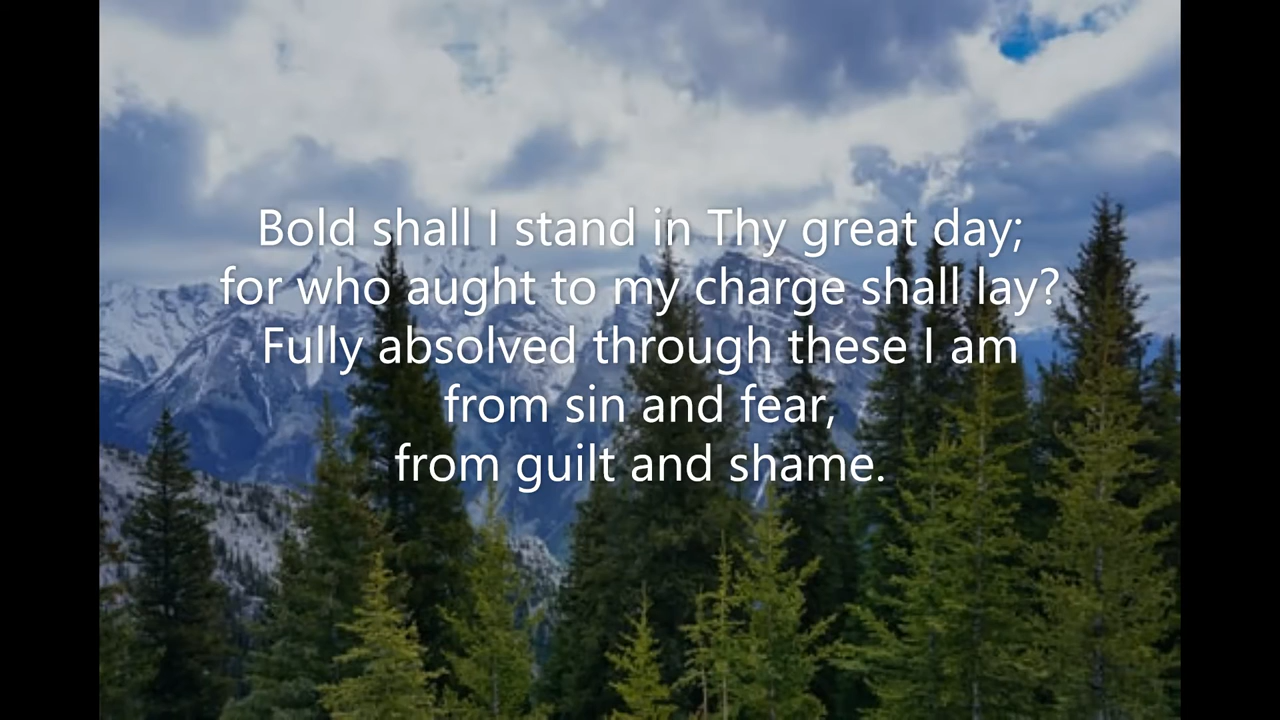 Bold shall I stand in Thy great day;
for who aught to my charge shall lay?
Fully absolved through these I am
from sin and fear,
from guilt and shame.